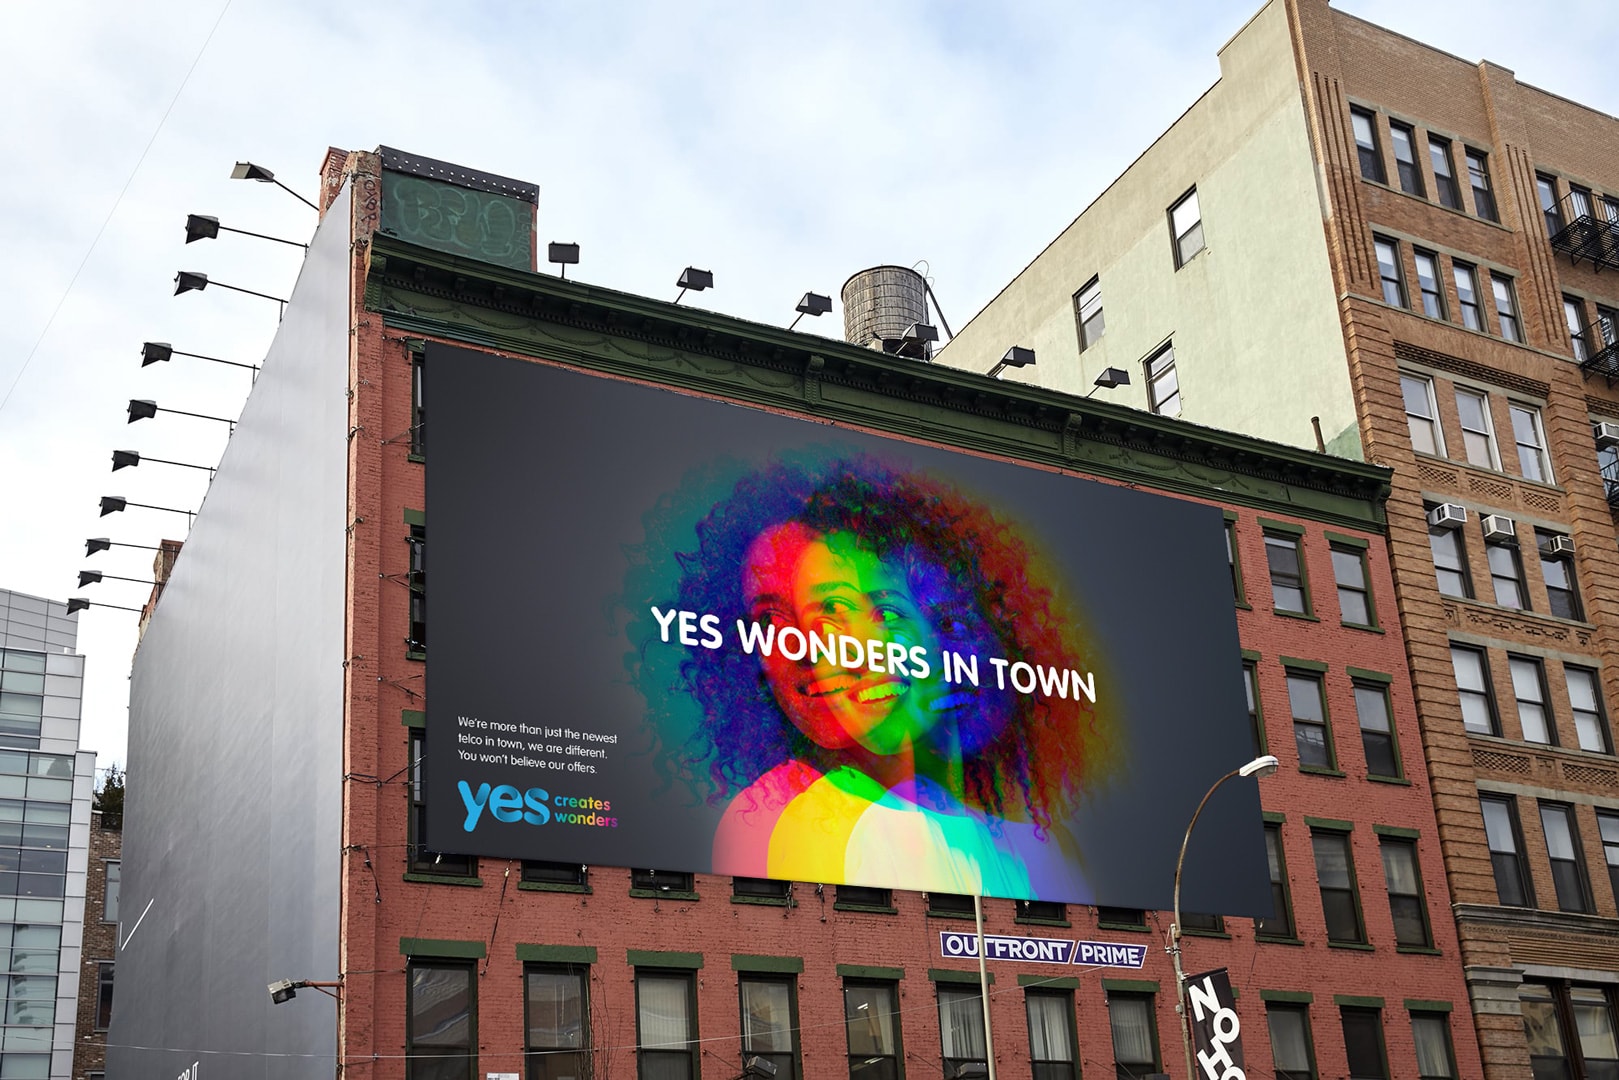 YES WONDERS IN TOWN
We're more than just the newest
telco in town, we are different.
You won't believe our offers.
yes creates
wonders
OUTFRONT/PRIME
NOHO